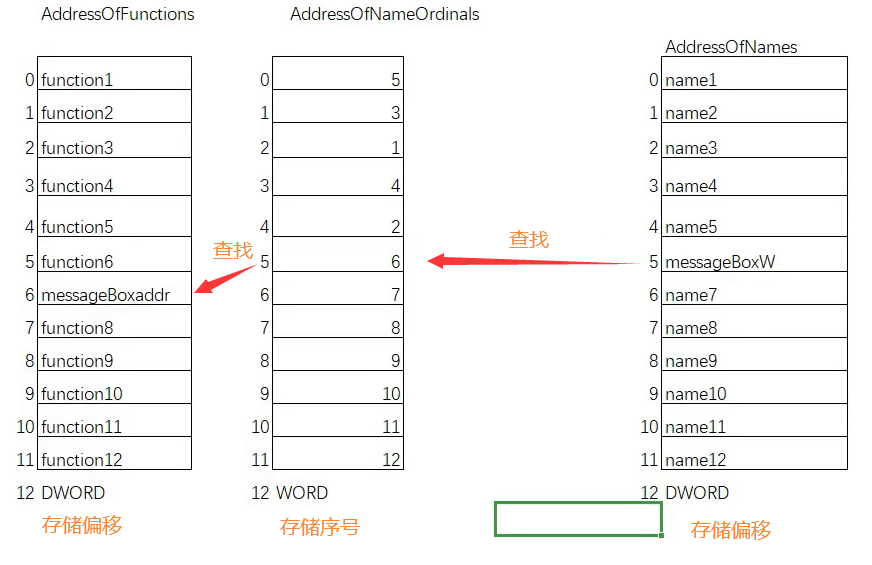 AddressOfFunctions AddressOfNameOrdinals
AddressOfNames
0 function1 0 5 0 name1
1 function2 1 3 1 name2
2 function3 2 1 2 name3
3 function4 3 4 3 name4
4 function5 4 2 4 name5
查找 查找
5 function6 5 6 5 messageBoxW
6 messageBoxaddr 6 7 6 name7
7 function8 7 8 7 name8
8 function9 8 9 8 name9
9 function10 9 10 9 name10
10 function11 10 11 10 name11
11 function12 11 12 11 name12
12 DWORD 12 WORD 12 DWORD
存储偏移 存储序号 存储偏移